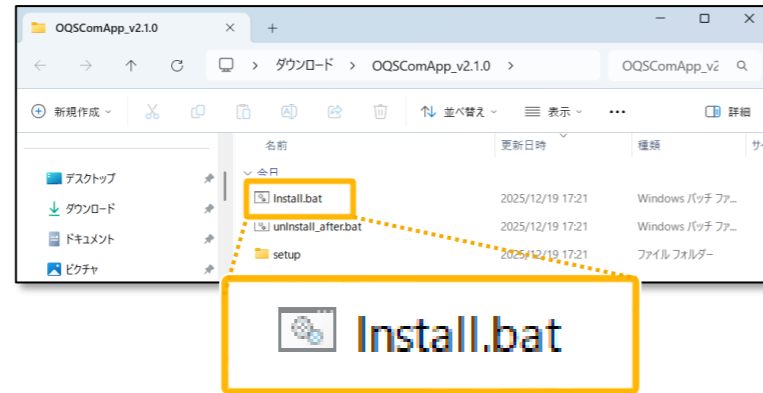 OQSComApp_v2.1.0
ダウンロード > OQSComApp_v2.1.0 > OQSComApp_v2
新規作成 並べ替え 表示 ... 詳細
名前 更新日時 種類
今日
デスクトップ
ダウンロード
ドキュメント
ピクチャ
Install.bat 2025/12/19 17:21 Windows バッチ ファ...
unInstall_after.bat 2025/12/19 17:21 Windows バッチ ファ...
setup 2025/12/19 17:21 ファイル フォルダー
Install.bat